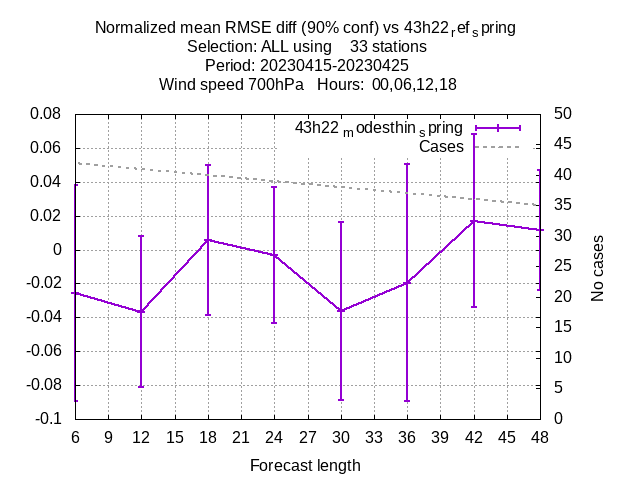 Normalized mean RMSE diff (90% conf) vs 43h22ref spring
Selection: ALL using 33 stations
Period: 20230415-20230425
Wind speed 700hPa Hours: 00,06,12,18
43h22modesthinspring
Cases
0.08
0.06
0.04
0.02
0
-0.02
-0.04
-0.06
-0.08
-0.1
50
45
40
35
30
25
20
15
10
5
0
No cases
6 9 12 15 18 21 24 27 30 33 36 39 42 45 48
Forecast length